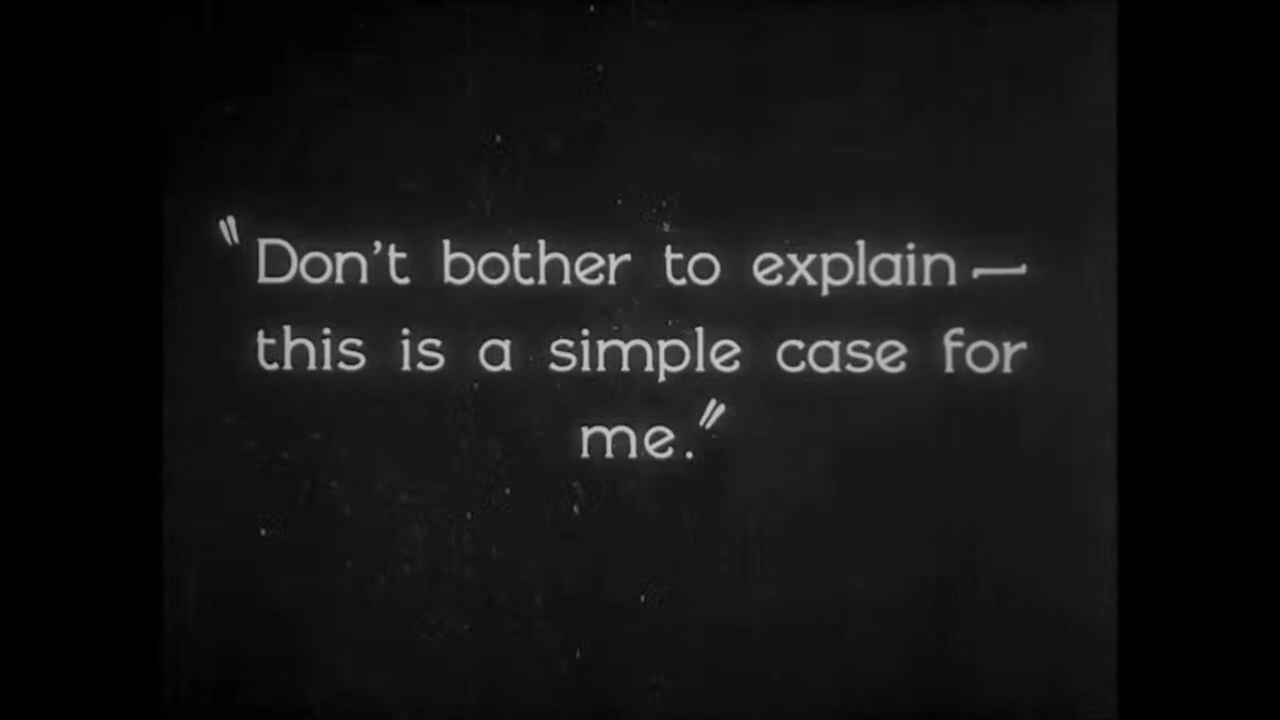 "Don't bother to explain —
this is a simple case for
me."